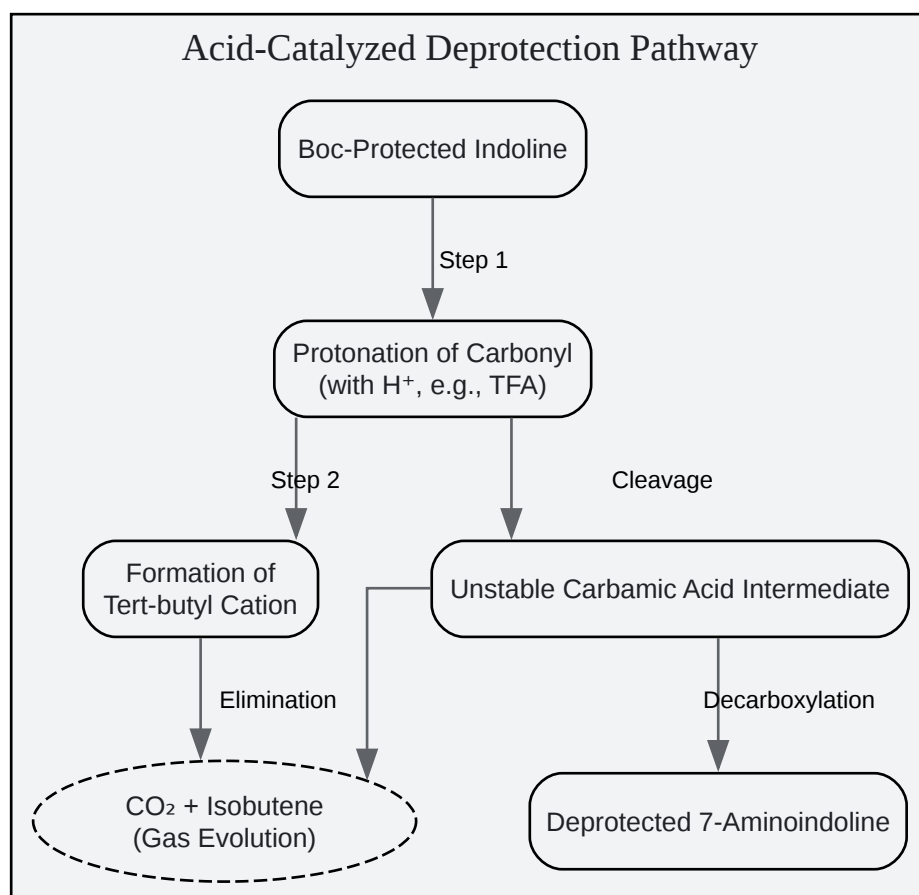 Acid-Catalyzed Deprotection Pathway
Boc-Protected Indoline
Step 1
Protonation of Carbonyl
(with H⁺, e.g., TFA)
Step 2
Cleavage
Formation of
Tert-butyl Cation
Unstable Carbamic Acid Intermediate
Elimination
Decarboxylation
CO₂ + Isobutene
(Gas Evolution)
Deprotected 7-Aminoindoline